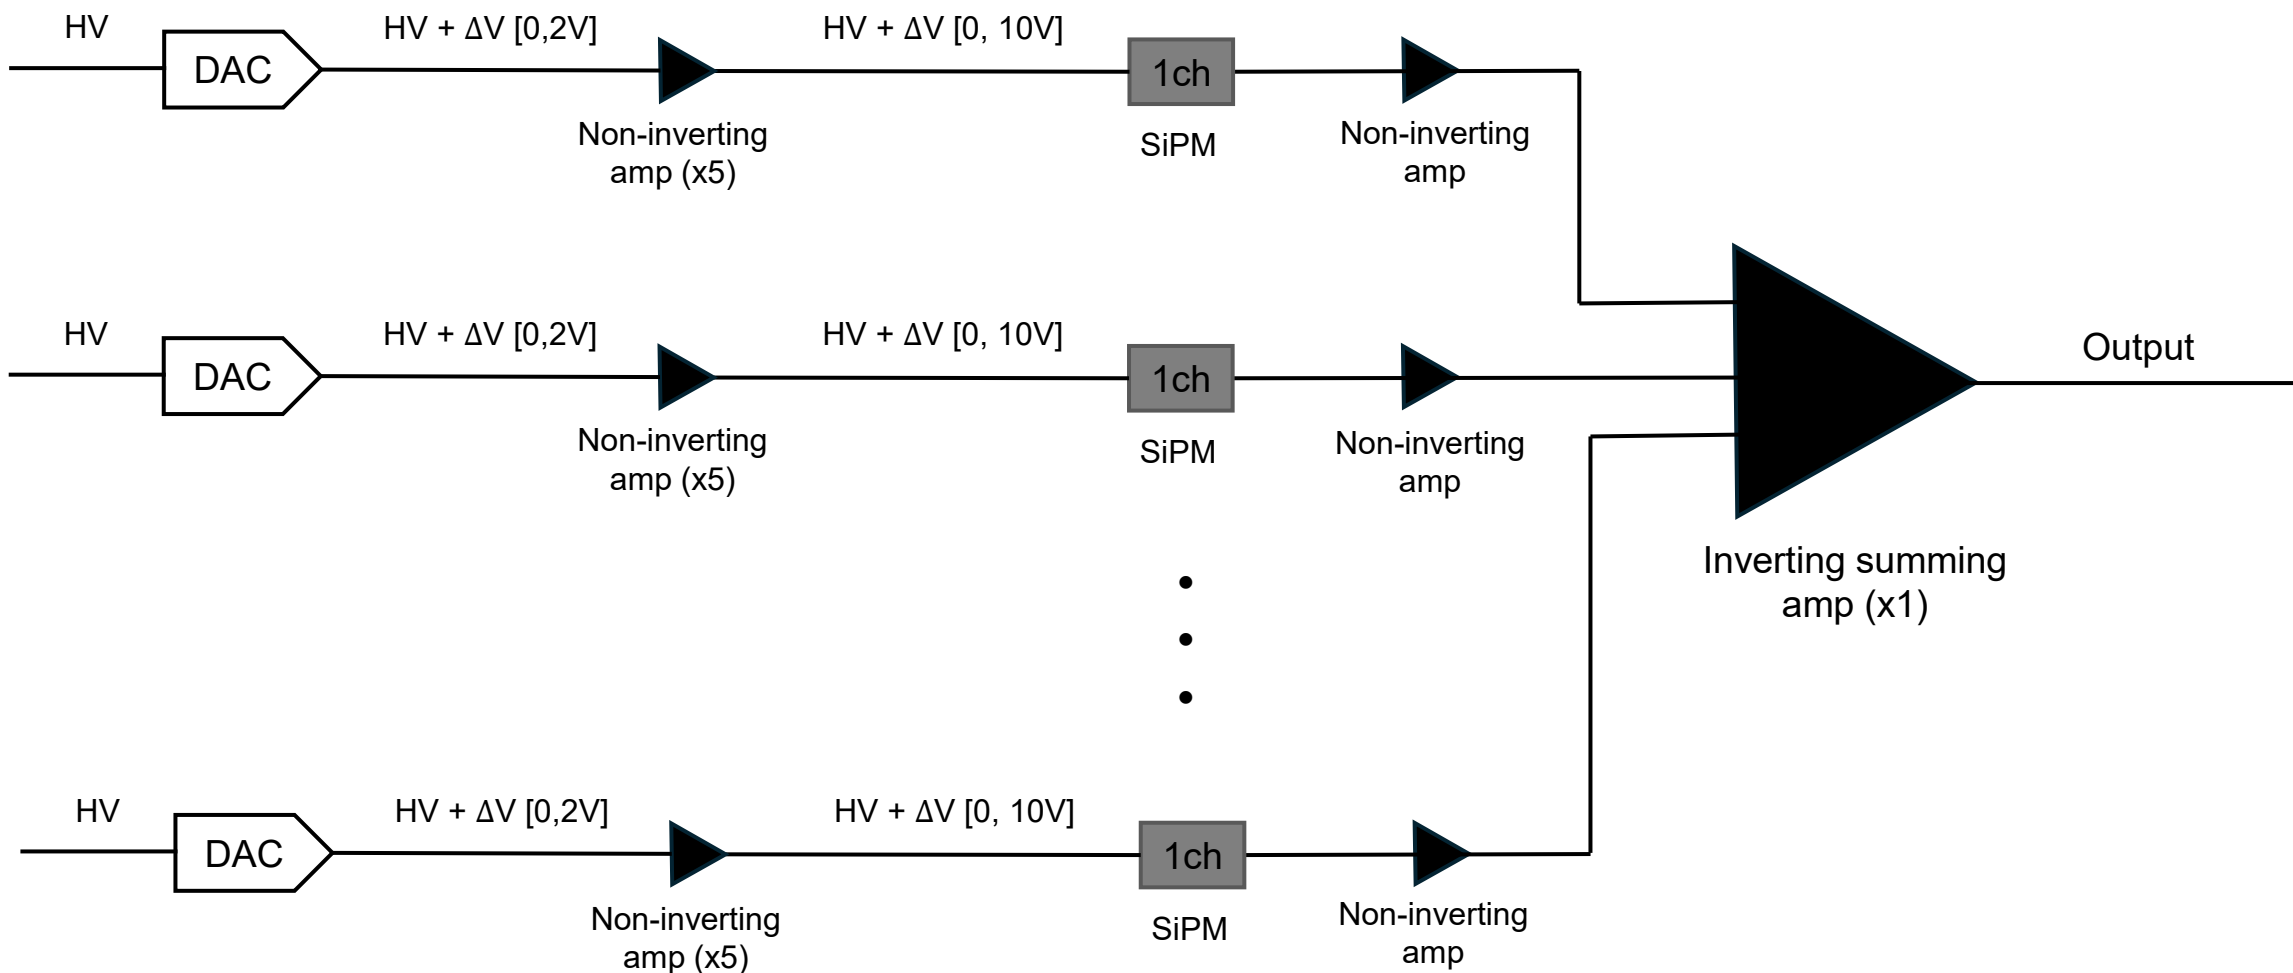 HV
HV + ΔV [0,2V]
HV + ΔV [0, 10V]
DAC
1ch
Non-inverting
amp (x5)
SiPM
Non-inverting
amp
HV
HV + ΔV [0,2V]
HV + ΔV [0, 10V]
DAC
1ch
Output
Non-inverting
amp (x5)
SiPM
Non-inverting
amp
Inverting summing
amp (x1)
HV
HV + ΔV [0,2V]
HV + ΔV [0, 10V]
DAC
1ch
Non-inverting
amp (x5)
SiPM
Non-inverting
amp